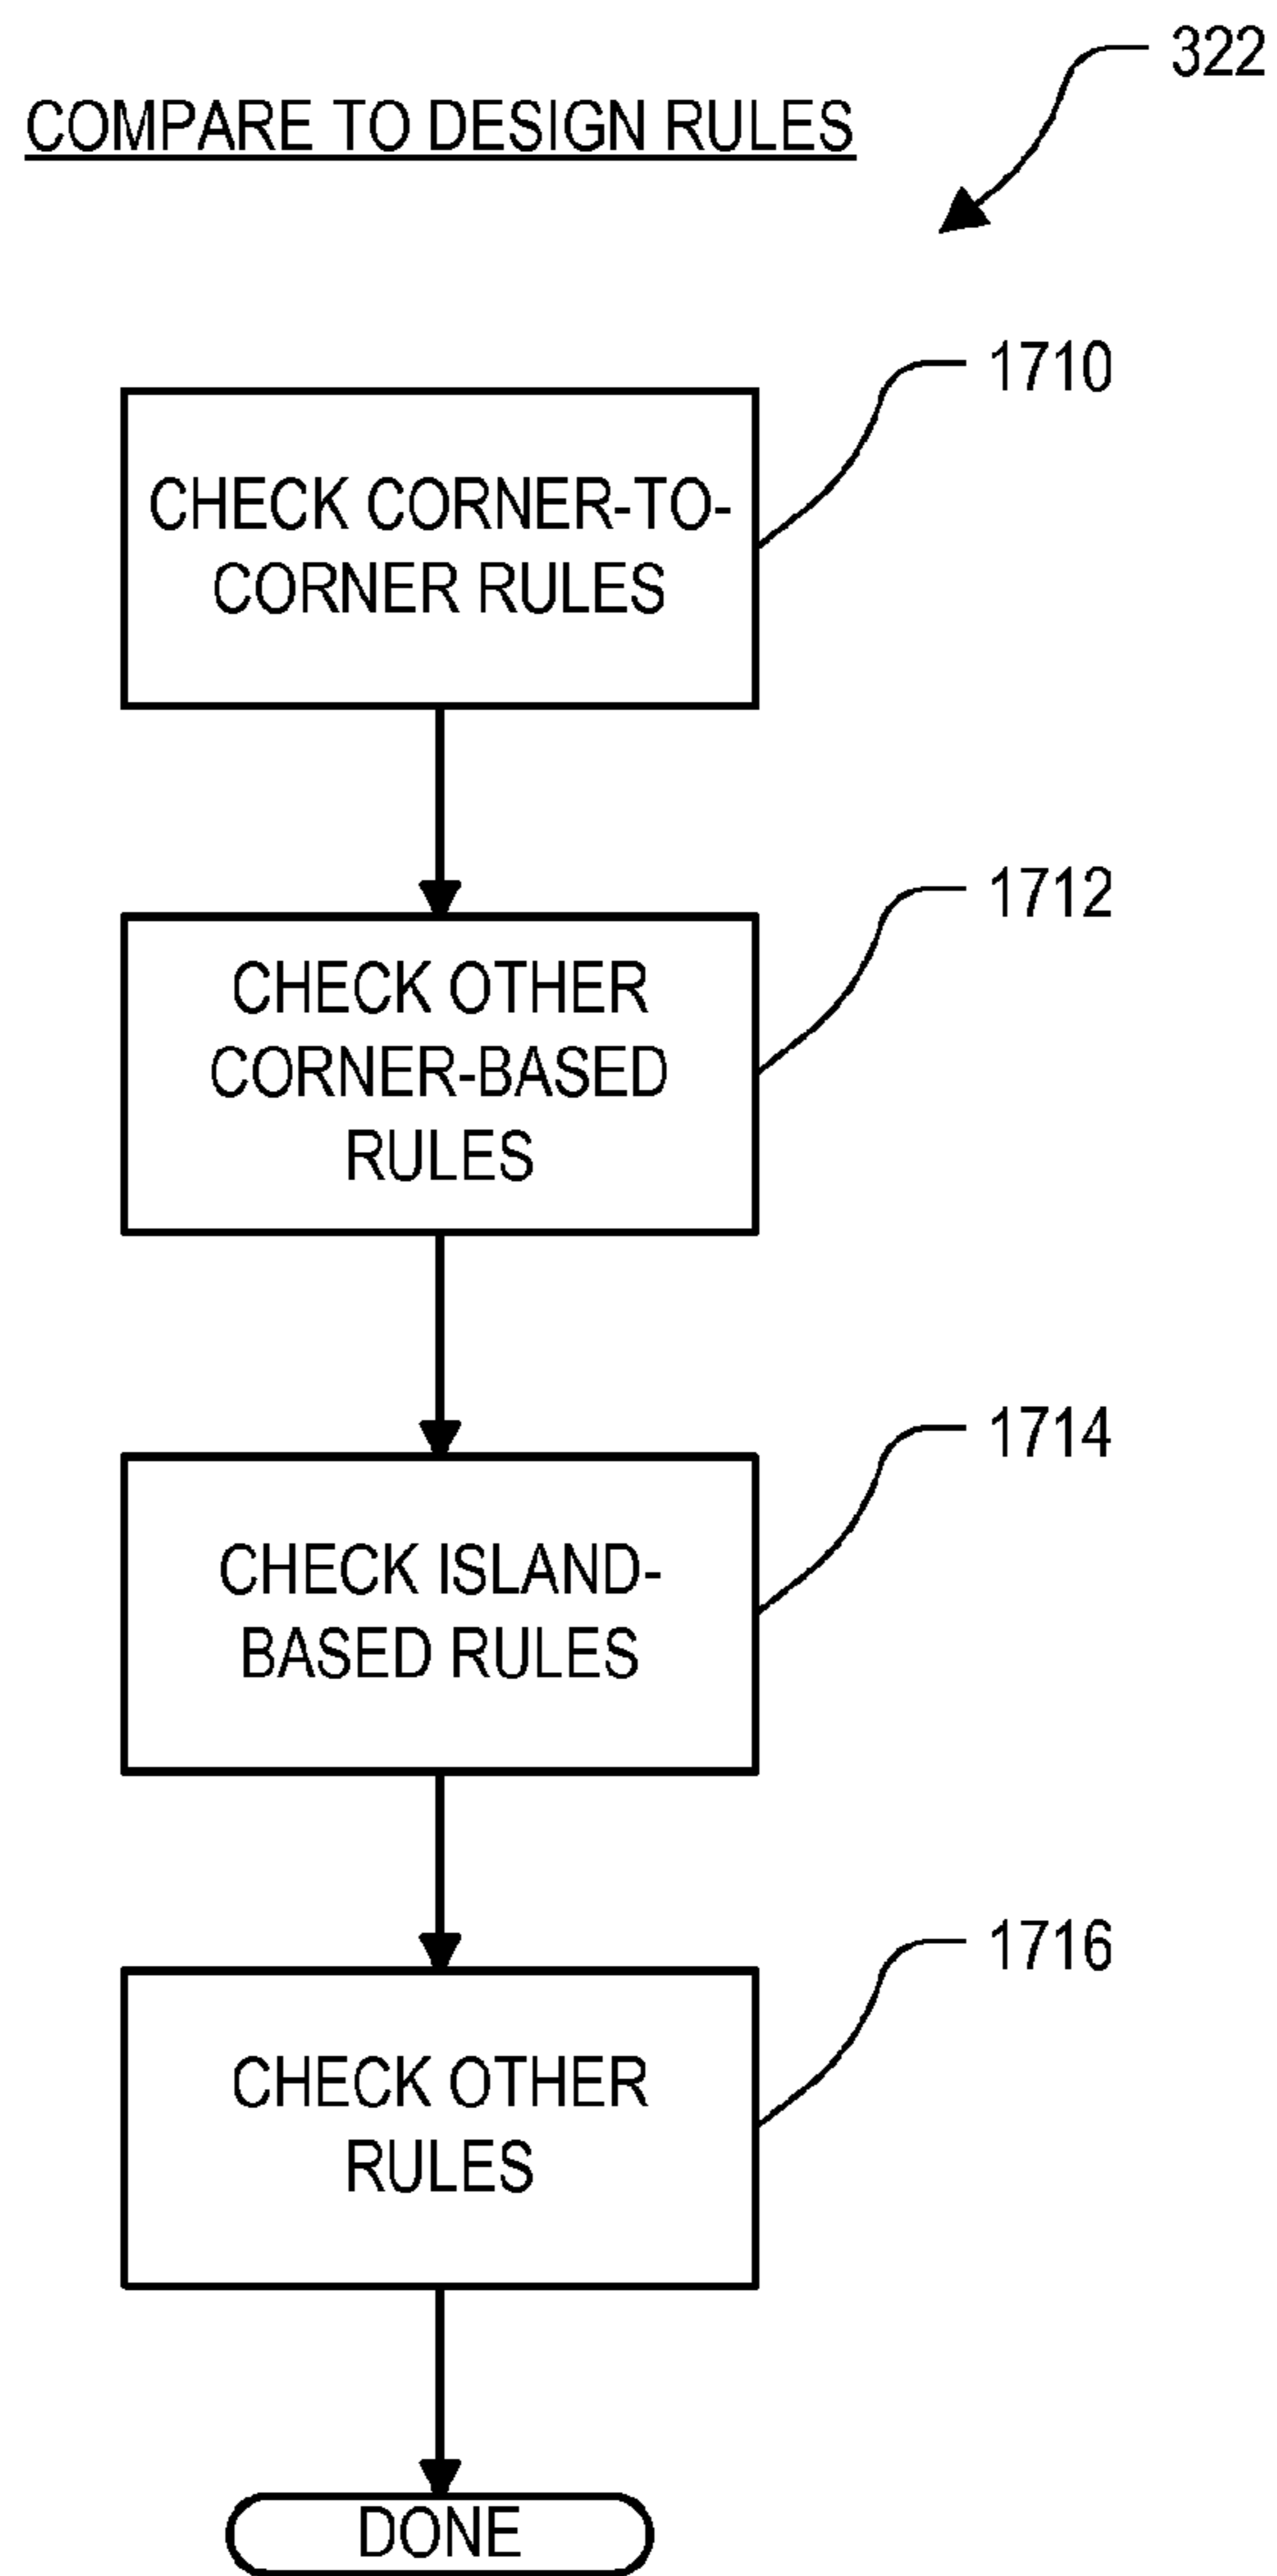 322
COMPARE TO DESIGN RULES
1710
CHECK CORNER-TO-
CORNER RULES
1712
CHECK OTHER
CORNER-BASED
RULES
1714
CHECK ISLAND-
BASED RULES
1716
CHECK OTHER
RULES
DONE